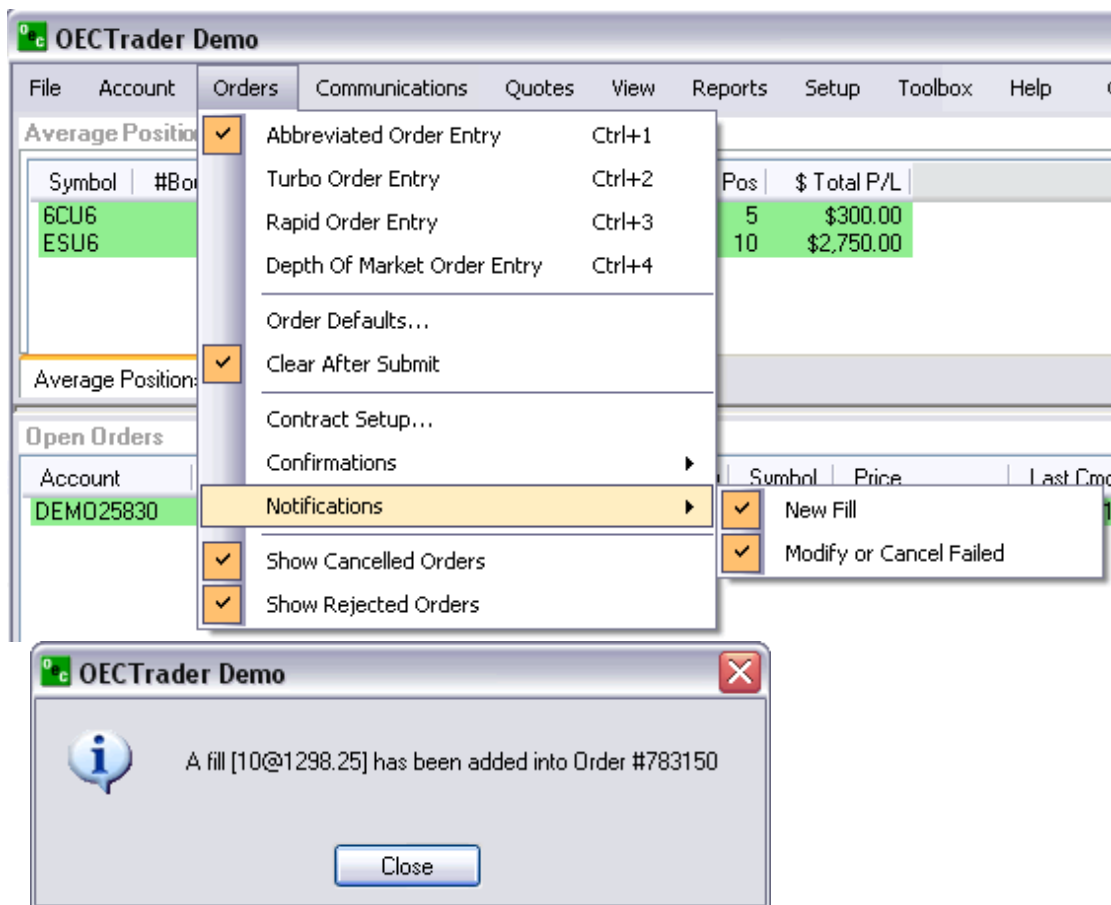 OECTrader Demo
File Account Orders Communications Quotes View Reports Setup Toolbox Help
Average
Abbreviated Order Entry Ctrl+1
Symbol
Turbo Order Entry Ctrl+2
Pos $ Total P/L
6CU6
Rapid Order Entry Ctrl+3
5 $300.00
ESU6
10 $2,750.00
Depth Of Market Order Entry Ctrl+4
Order Defaults...
Clear After Submit
Average Position
Contract Setup...
Open Orders
Confirmations
Account
Symbol Price Last
DEMO25830
Notifications
New Fill
Modify or Cancel Failed
Show Cancelled Orders
Show Rejected Orders
OECTrader Demo
A fill [10@1298.25] has been added into Order #783150
Close